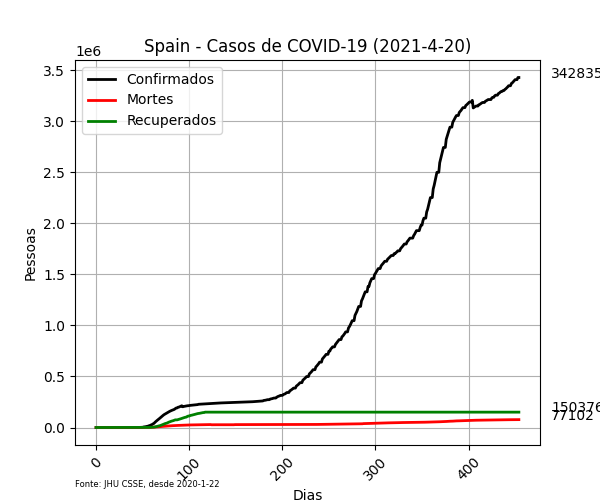 Spain - Casos de COVID-19 (2021-4-20)
1e6
3.5
3.0
2.5
2.0
1.5
1.0
0.5
0.0
Pessoas
Confirmados
Mortes
Recuperados
342835
150376
77102
0
100
200
300
400
Fonte: JHU CSSE, desde 2020-1-22
Dias